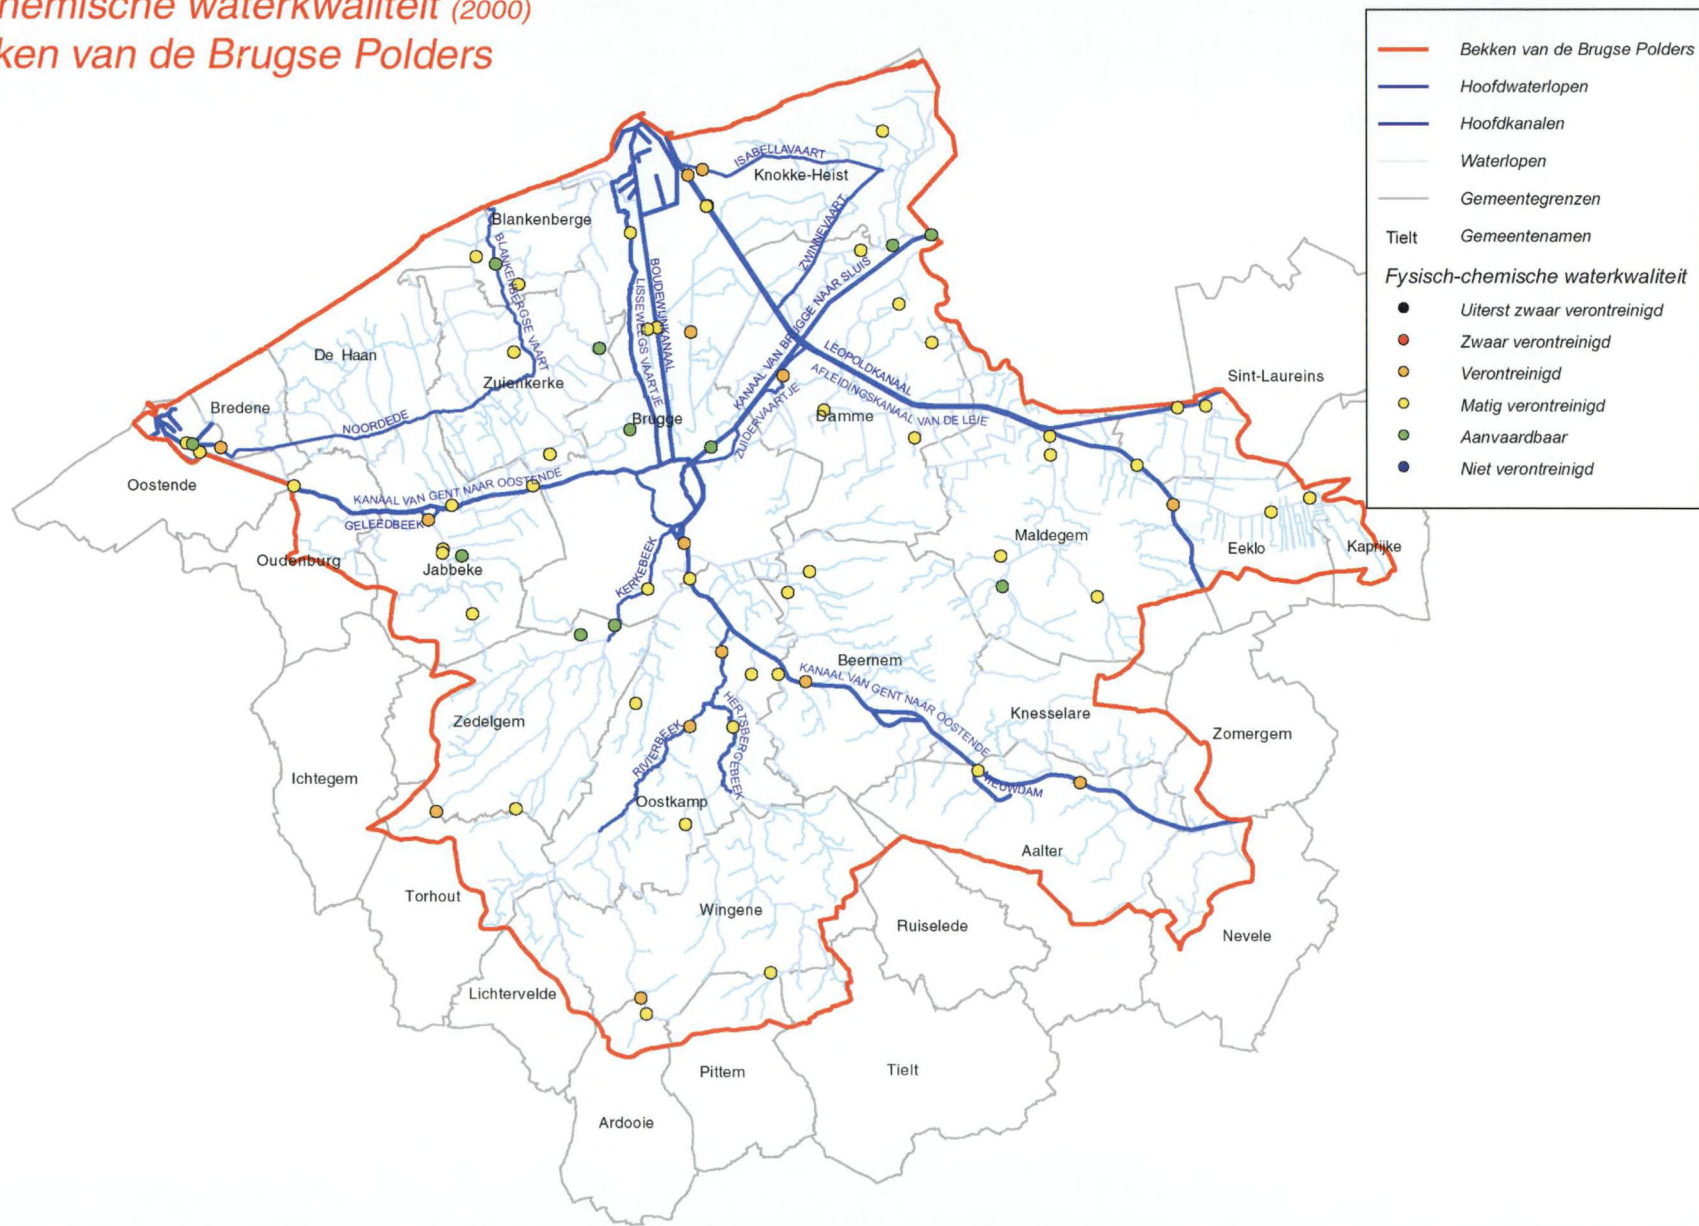 hemische waterkwaliteit (2000)
ken van de Brugse Polders
Bekken van de Brugse Polders
Hoofdwaterlopen
Hoofdkanalen
Waterlopen
Gemeentegrenzen
Tielt Gemeentenamen
Fysisch-chemische waterkwaliteit
Uiterst zwaar verontreinigd
Zwaar verontreinigd
Verontreinigd
Matig verontreinigd
Aanvaardbaar
Niet verontreinigd
ISABELLAVAART
Knokke-Heist
Blankenberge
ZWINNEVAART
BLANKENBERGSE VAART
LISSEWEEGS VAARTJE
BOUDEWIJNKANAAL
KANAAL VAN BRUGGE NAAR SLUIS
De Haan
Zuienkerke
LEOPOLDKANAAL
AFLEIDINGSKANAAL VAN DE LEIE
Sint-Laureins
Bredene
NOORDEDE
Brugge
ZUIDERVAARTJE
Damme
Oostende
KANAAL VAN GENT NAAR OOSTENDE
GELEEDBEEK
Oudenburg
Jabbeke
KERKEBEEK
Maldegem
Eeklo
Kaprijke
Beernem
KANAAL VAN GENT NAAR OOSTENDE
Zedelgem
HERTSBERGEBEEK
RIVIERBEEK
Knesselare
Zomergem
Ichtegem
Oostkamp
NIEUWDAM
Aalter
Torhout
Wingene
Ruiselede
Nevele
Lichtervelde
Pittem
Tielt
Ardooie